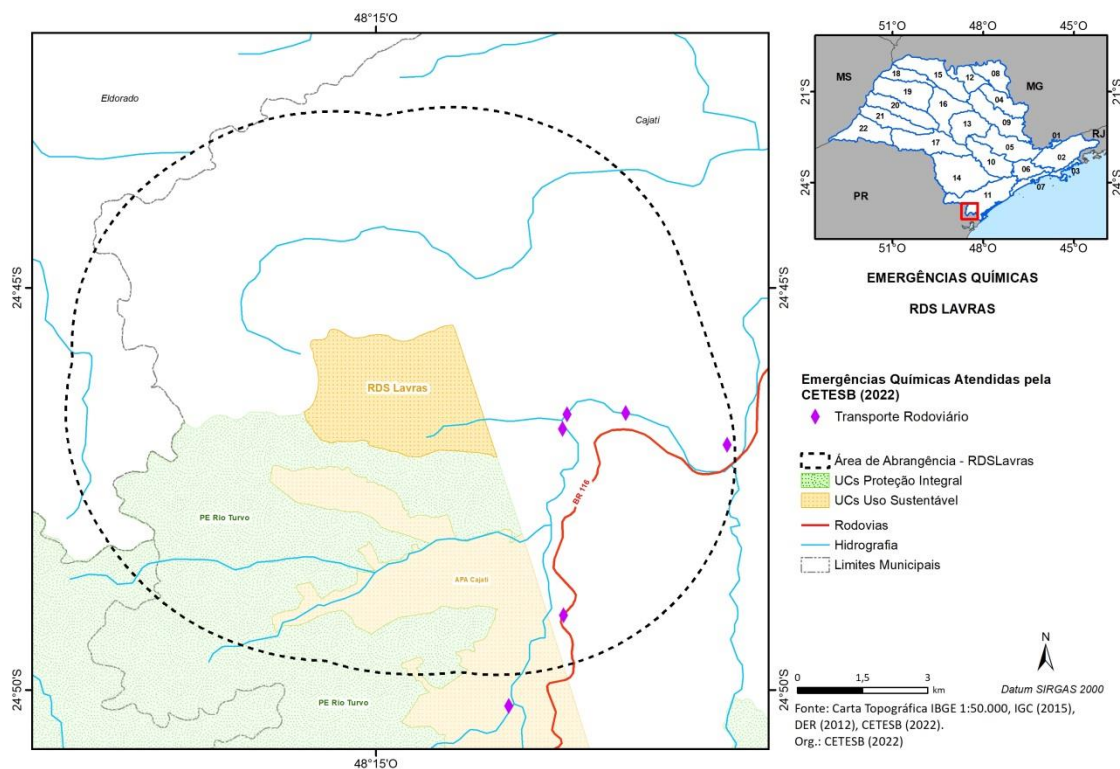 48°15'O
Eldorado
Cajati
24°45'S
24°45'S
RDS Lavras
BR 116
PE Rio Turvo
APA Cajati
24°50'S
24°50'S
PE Rio Turvo
48°15'O
51°O
48°O
45°O
MS
MG
RJ
PR
21°S
21°S
24°S
24°S
18
15
12
08
19
04
20
16
09
21
13
22
17
05
01
02
10
06
03
14
07
11
51°O
48°O
45°O
EMERGÊNCIAS QUÍMICAS
RDS LAVRAS
Emergências Químicas Atendidas pela
CETESB (2022)
Transporte Rodoviário
Área de Abrangência - RDSLavras
UCs Proteção Integral
UCs Uso Sustentável
Rodovias
Hidrografia
Limites Municipais
N
0 1,5 3
km
Datum SIRGAS 2000
Fonte: Carta Topográfica IBGE 1:50.000, IGC (2015),
DER (2012), CETESB (2022).
Org.: CETESB (2022)